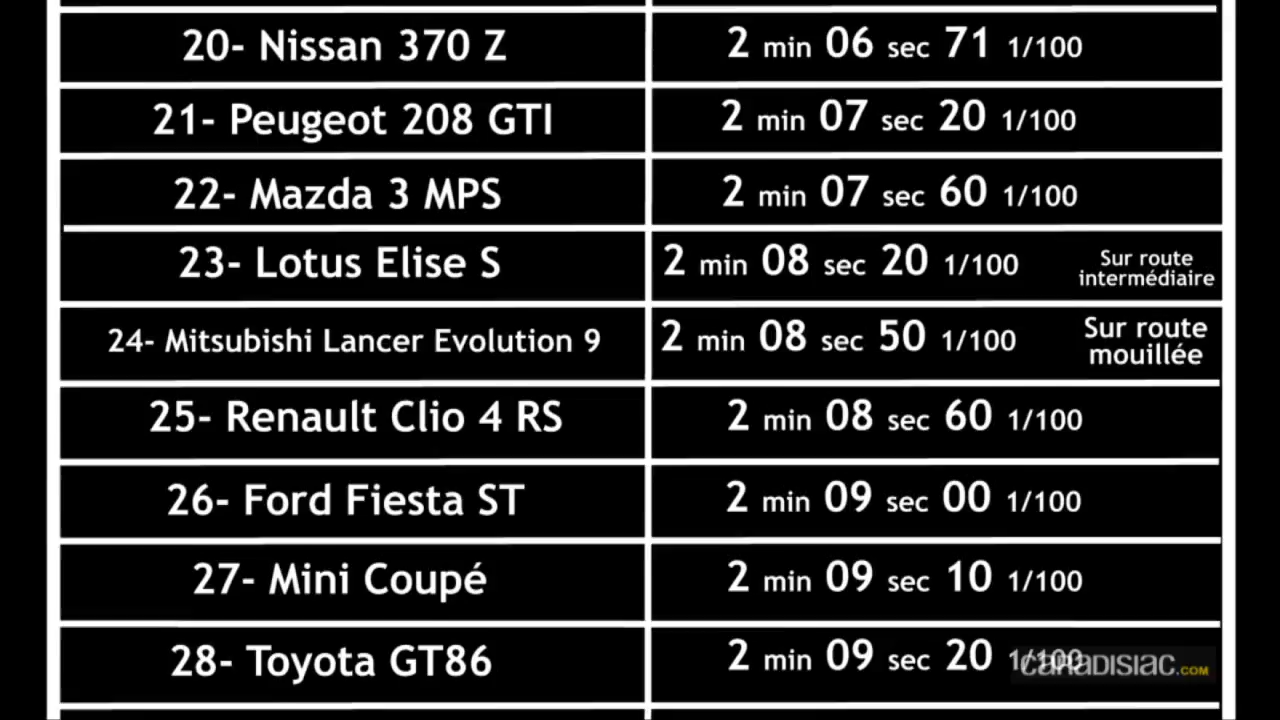 20- Nissan 370 Z 2 min 06 sec 71 1/100
21- Peugeot 208 GTI 2 min 07 sec 20 1/100
22- Mazda 3 MPS 2 min 07 sec 60 1/100
23- Lotus Elise S 2 min 08 sec 20 1/100 Sur route
intermédiaire
24- Mitsubishi Lancer Evolution 9 2 min 08 sec 50 1/100 Sur route
mouillée
25- Renault Clio 4 RS 2 min 08 sec 60 1/100
26- Ford Fiesta ST 2 min 09 sec 00 1/100
27- Mini Coupé 2 min 09 sec 10 1/100
28- Toyota GT86 2 min 09 sec 20 1/100
CARADISIAC.COM